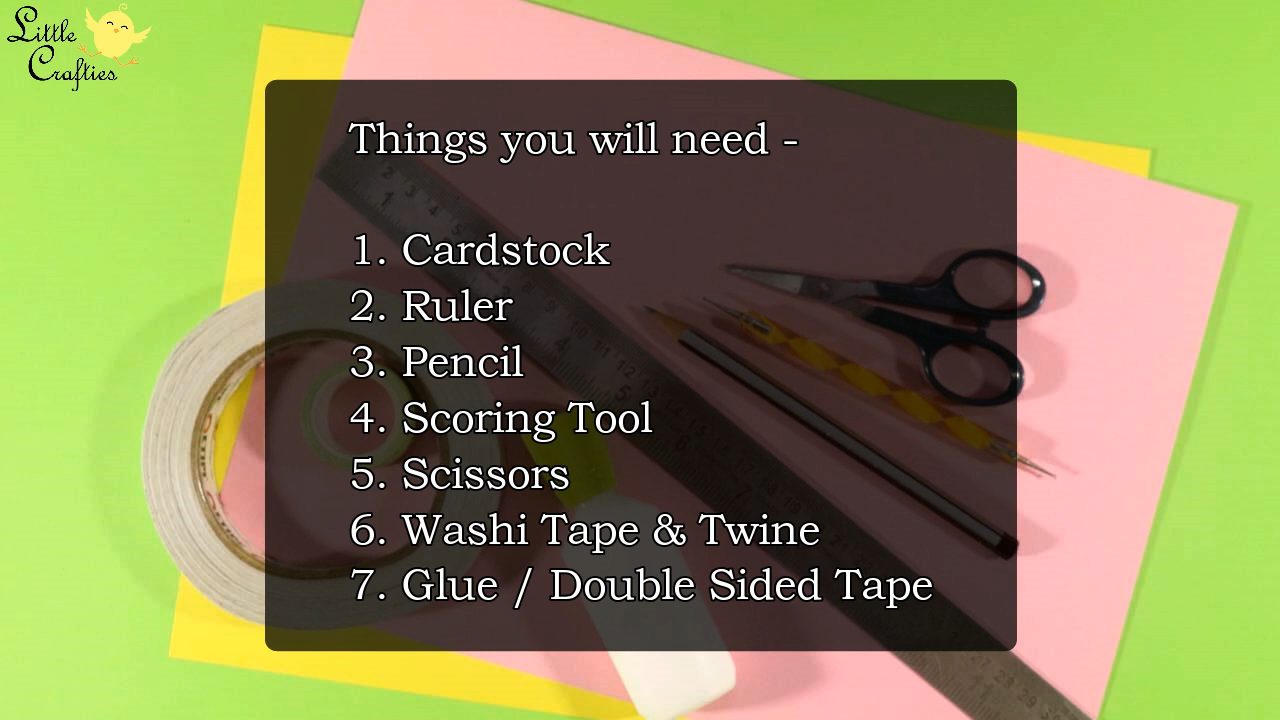 Little
Crafties
Things you will need -
1. Cardstock
2. Ruler
3. Pencil
4. Scoring Tool
5. Scissors
6. Washi Tape & Twine
7. Glue / Double Sided Tape